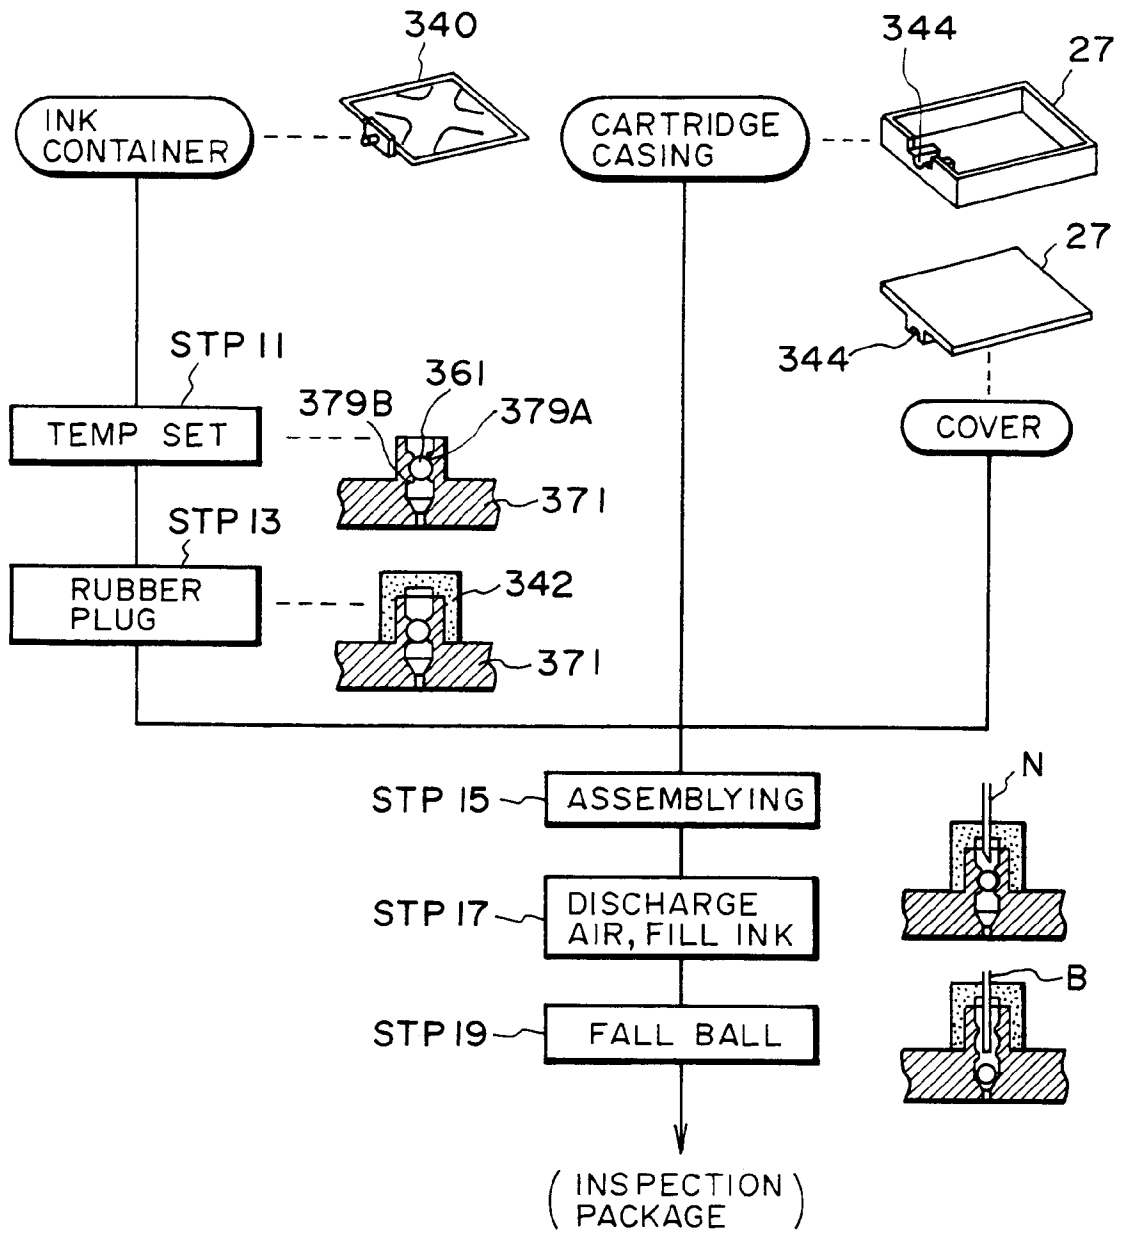 340
344
27
INK
CONTAINER
CARTRIDGE
CASING
27
344
STP 11
361
379B
379A
TEMP SET
COVER
371
STP 13
RUBBER
PLUG
342
371
N
STP 15
ASSEMBLYING
STP 17
DISCHARGE
AIR, FILL INK
B
STP 19
FALL BALL
(INSPECTION
PACKAGE)